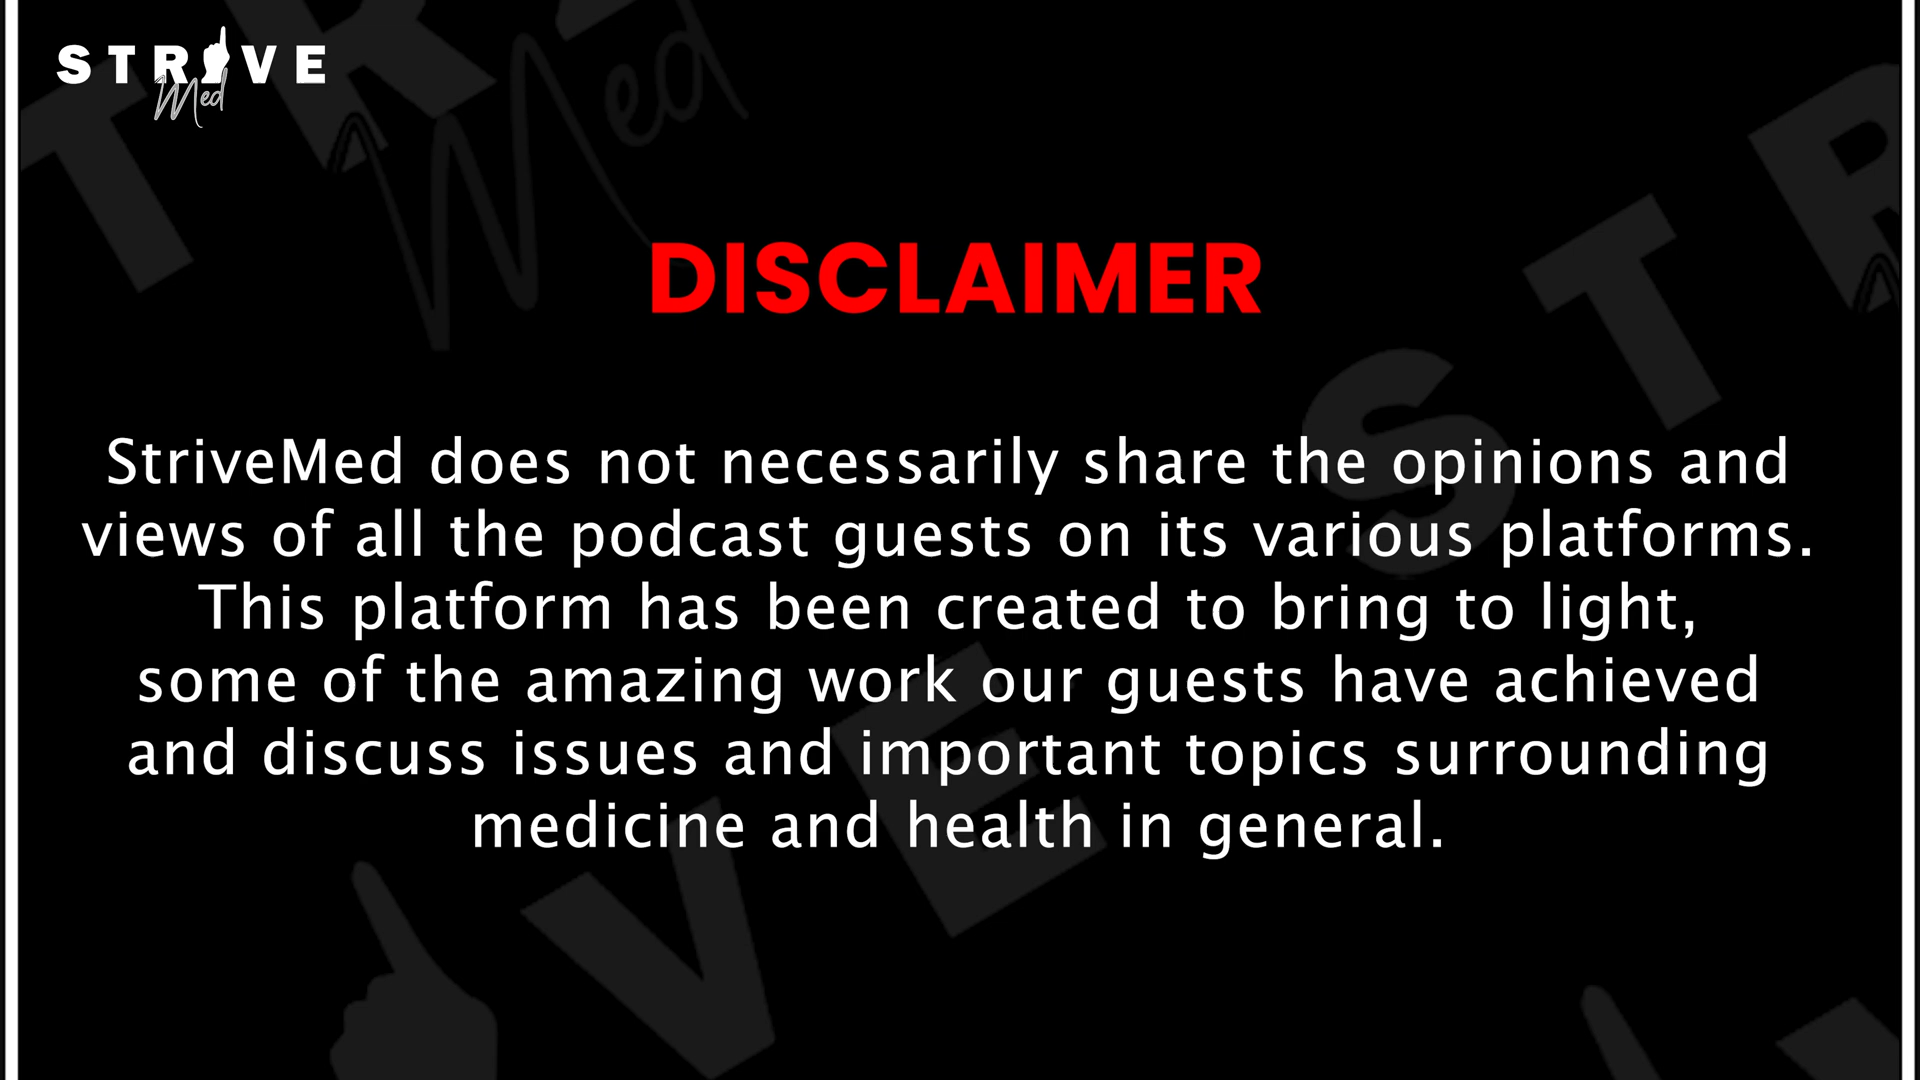 STRIVE
Med
DISCLAIMER
StriveMed does not necessarily share the opinions and
views of all the podcast guests on its various platforms.
This platform has been created to bring to light,
some of the amazing work our guests have achieved
and discuss issues and important topics surrounding
medicine and health in general.